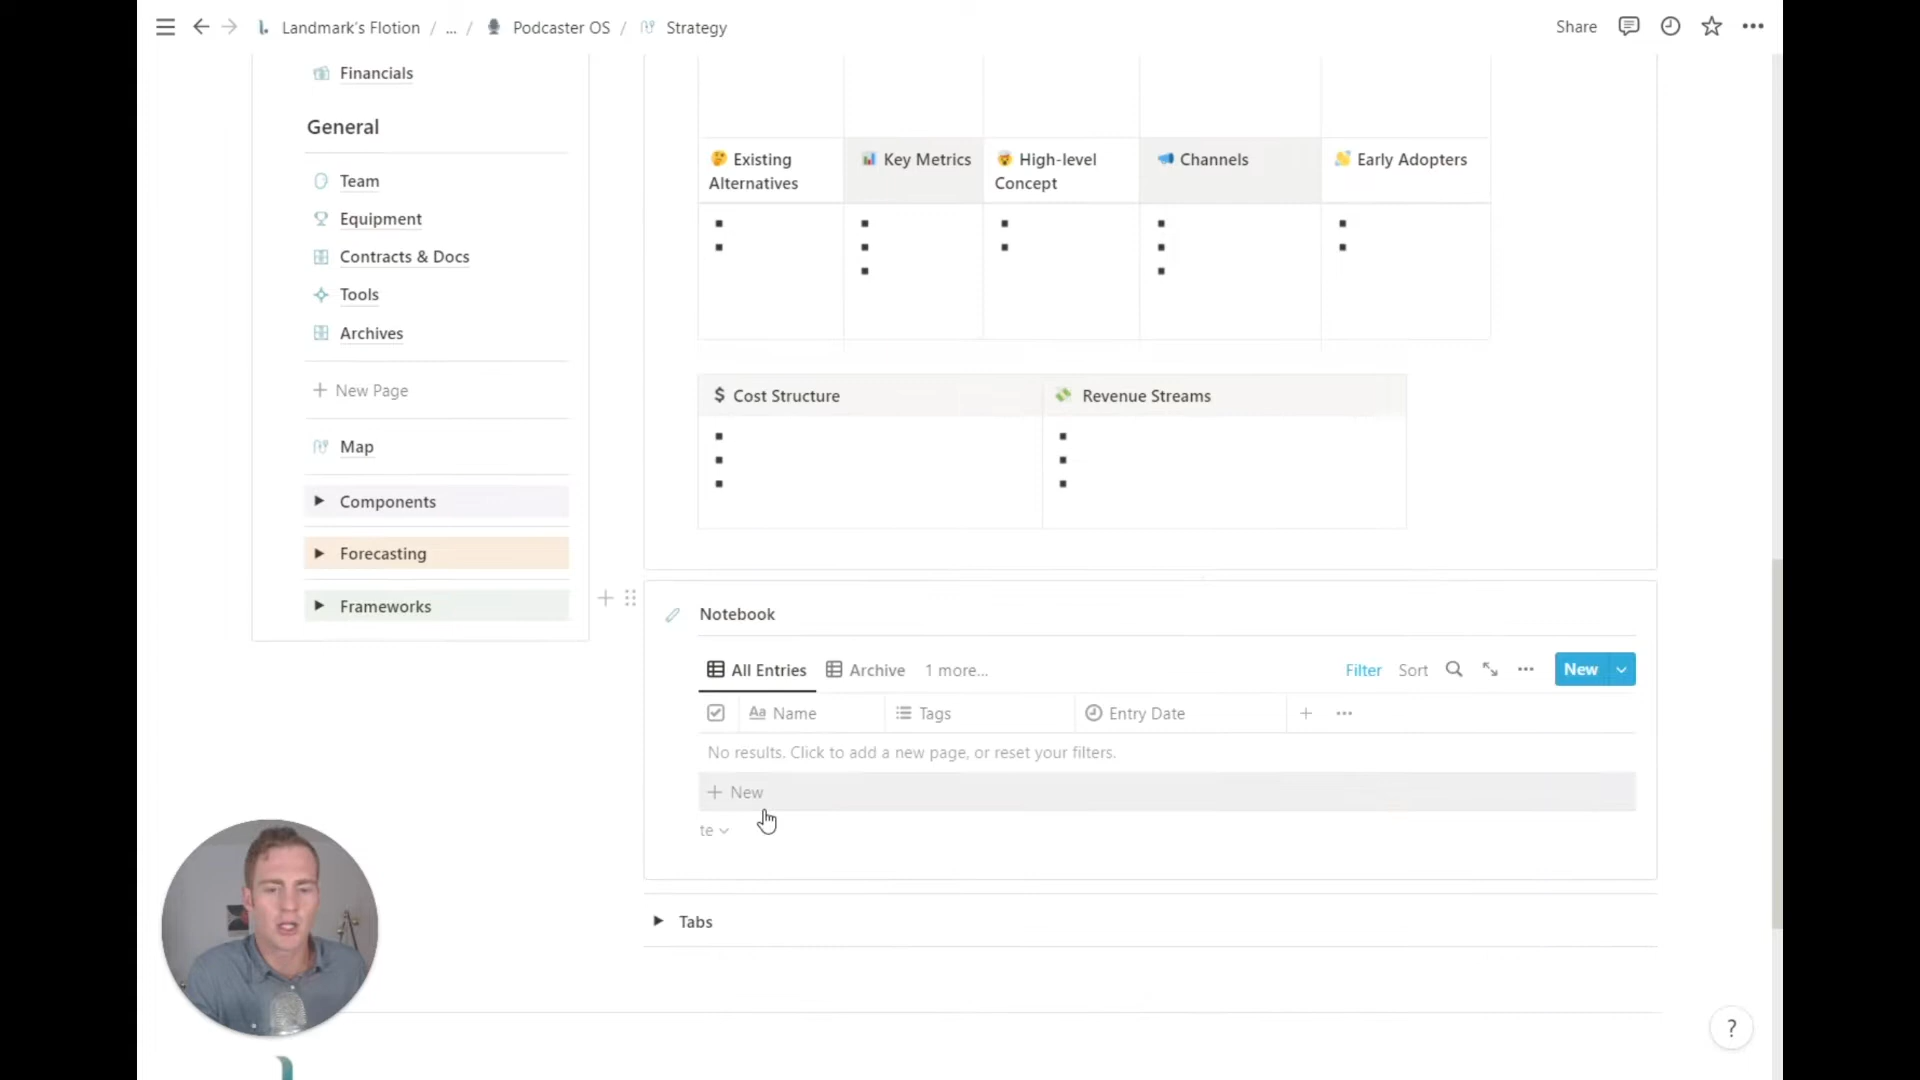 Landmark's Flotion / ... / Podcaster OS / Strategy
Share
Financials
General
Team
Equipment
Contracts & Docs
Tools
Archives
+ New Page
Map
Components
Forecasting
Frameworks
Existing Alternatives
Key Metrics
High-level Concept
Channels
Early Adopters
$ Cost Structure
Revenue Streams
Notebook
All Entries
Archive
1 more...
Filter
Sort
New
Aa Name
Tags
Entry Date
No results. Click to add a new page, or reset your filters.
+ New
te
Tabs
?